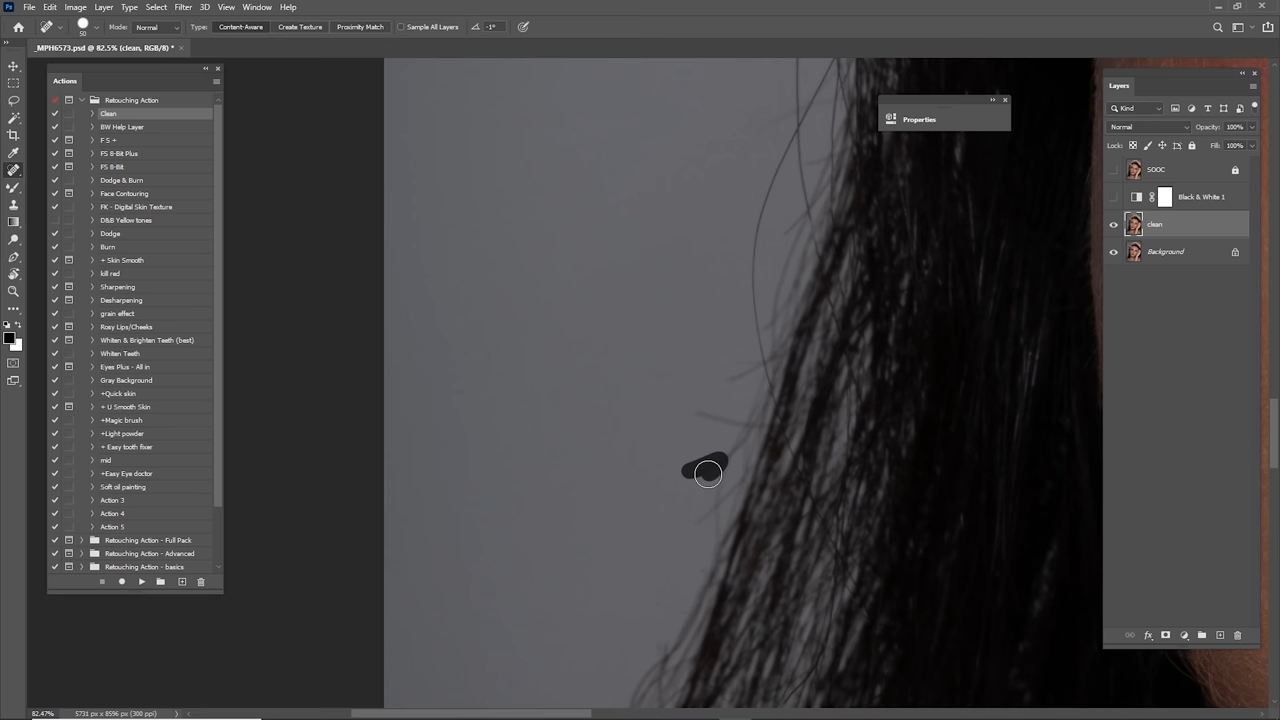 File Edit Image Layer Type Select Filter 3D View Window Help
50 Mode: Normal Type: Content-Aware Create Texture Proximity Match Sample All Layers -1°
_MPH6573.psd @ 82.5% (clean, RGB/8) *
Actions
Retouching Action
Clean
BW Help Layer
F S +
FS 8-Bit Plus
FS 8-Bit
Dodge & Burn
Face Contouring
FK - Digital Skin Texture
D&B Yellow tones
Dodge
Burn
+ Skin Smooth
kill red
Sharpening
Desharpening
grain effect
Rosy Lips/Cheeks
Whiten & Brighten Teeth (best)
Whiten Teeth
Eyes Plus - All in
Gray Background
+Quick skin
+ U Smooth Skin
+Magic brush
+Light powder
+ Easy tooth fixer
mid
+Easy Eye doctor
Soft oil painting
Action 3
Action 4
Action 5
Retouching Action - Full Pack
Retouching Action - Advanced
Retouching Action - basics
Properties
Layers
Kind
Normal Opacity: 100%
Lock: Fill: 100%
SOOC
Black & White 1
clean
Background
82.47% 5731 px x 8596 px (300 ppi)